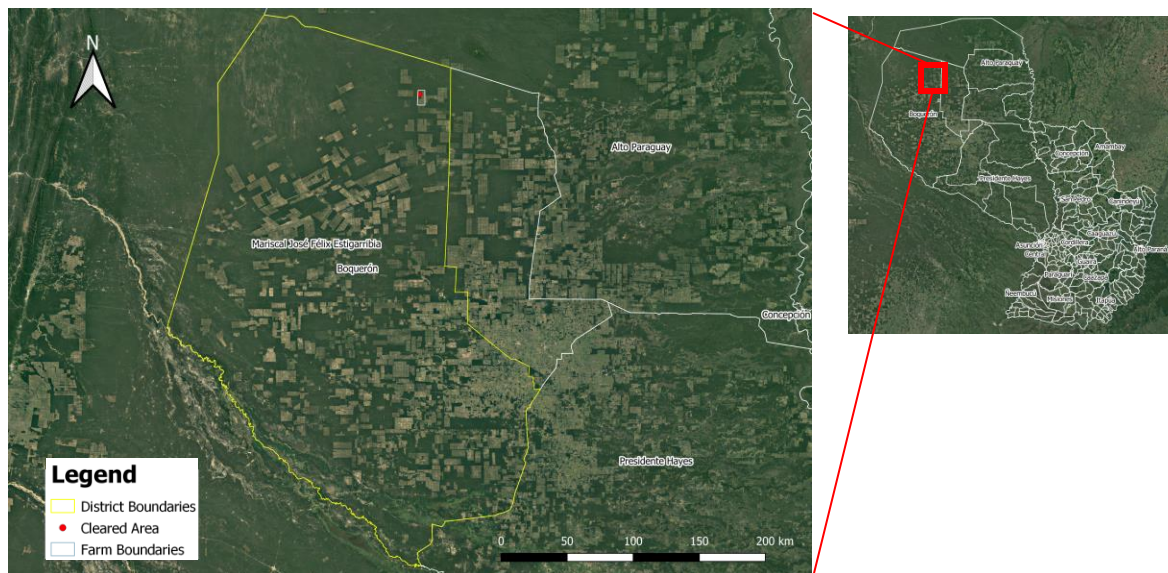 N
Alto Paraguay
Mariscal José Félix Estigarribia
Boquerón
Concepción
Presidente Hayes
Legend
District Boundaries
Cleared Area
Farm Boundaries
0 50 100 150 200 km
Alto Paraguay
Boquerón
Concepción
Amambay
Presidente Hayes
San Pedro
Canindeyú
Caaguazú
Asunción
Central
Cordillera
Alto Paraná
Guairá
Caazapá
Paraguarí
Ñeembucú
Misiones
Itapúa